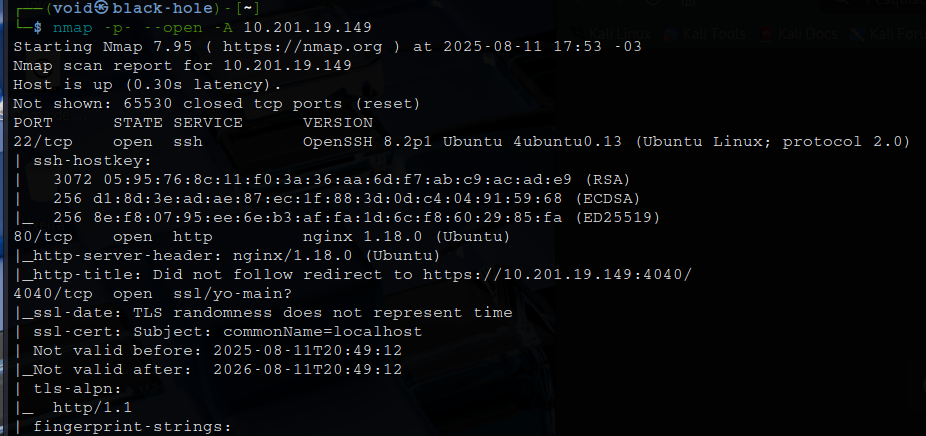 ┌──(void㉿black-hole)-[~]
└─$ nmap -p- --open -A 10.201.19.149
Starting Nmap 7.95 ( https://nmap.org ) at 2025-08-11 17:53 -03
Nmap scan report for 10.201.19.149
Host is up (0.30s latency).
Not shown: 65530 closed tcp ports (reset)
PORT     STATE SERVICE      VERSION
22/tcp   open  ssh          OpenSSH 8.2p1 Ubuntu 4ubuntu0.13 (Ubuntu Linux; protocol 2.0)
| ssh-hostkey:
|   3072 05:95:76:8c:11:f0:3a:36:aa:6d:f7:ab:c9:ac:ad:e9 (RSA)
|   256 d1:8d:3e:ad:ae:87:ec:1f:88:3d:0d:c4:04:91:59:68 (ECDSA)
|_  256 8e:f8:07:95:ee:6e:b3:af:fa:1d:6c:f8:60:29:85:fa (ED25519)
80/tcp   open  http         nginx 1.18.0 (Ubuntu)
|_http-server-header: nginx/1.18.0 (Ubuntu)
|_http-title: Did not follow redirect to https://10.201.19.149:4040/
4040/tcp open  ssl/yo-main?
|_ssl-date: TLS randomness does not represent time
| ssl-cert: Subject: commonName=localhost
| Not valid before: 2025-08-11T20:49:12
|_Not valid after:  2026-08-11T20:49:12
| tls-alpn:
|_  http/1.1
| fingerprint-strings:
Kali Linux Kali Tools Kali Docs